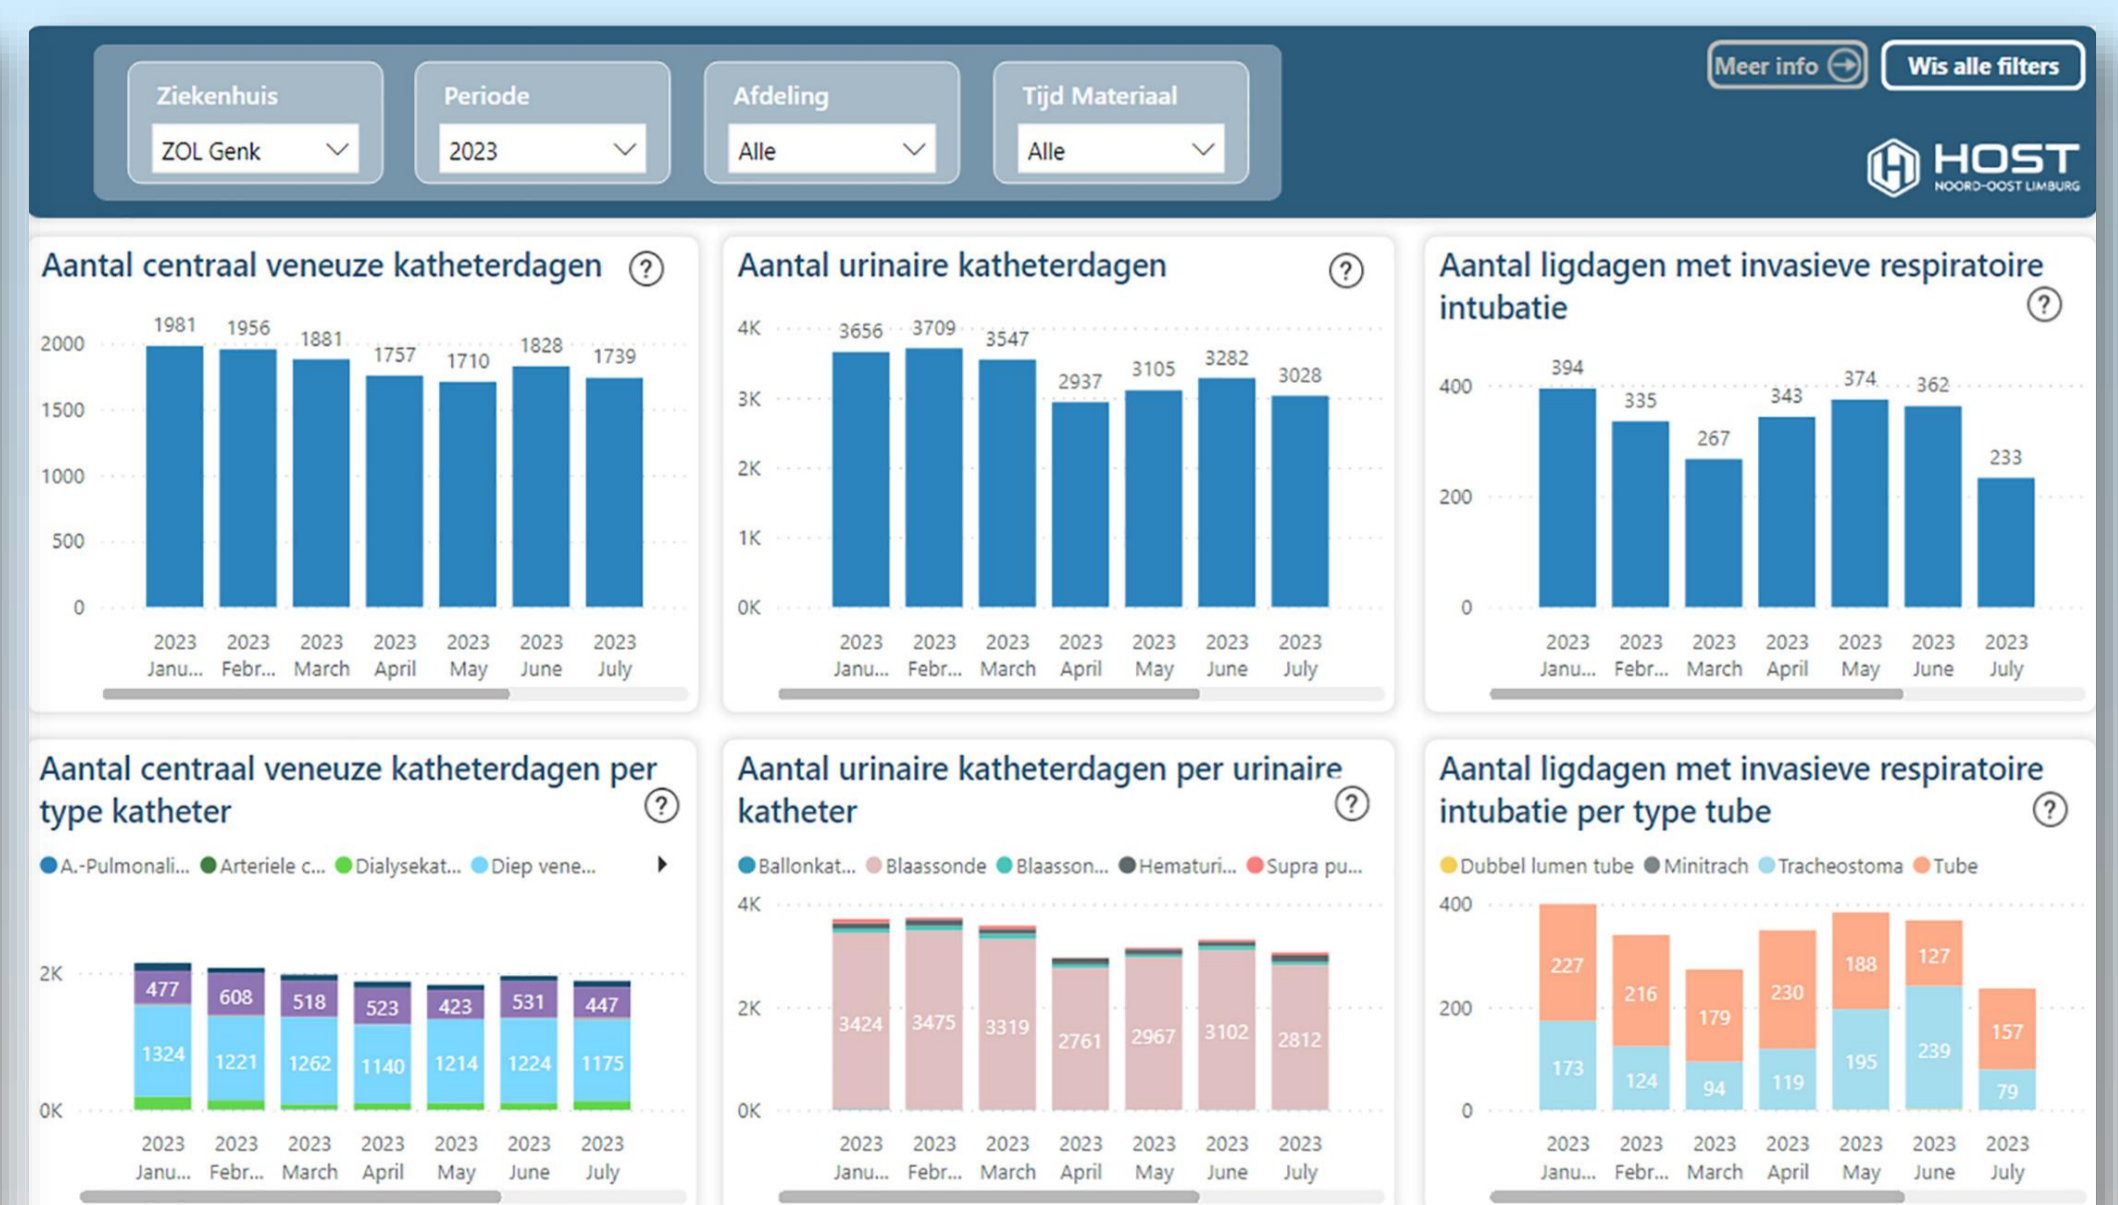 Ziekenhuis
ZOL Genk
Periode
2023
Afdeling
Alle
Tijd Materiaal
Alle
Meer info
Wis alle filters
HOST
NOORD-OOST LIMBURG
Aantal centraal veneuze katheterdagen
?
2000
1500
1000
500
0
1981 1956 1881 1757 1710 1828 1739
2023 2023 2023 2023 2023 2023 2023
Janu... Febr... March April May June July
Aantal urinaire katheterdagen
?
4K
3K
2K
1K
0K
3656 3709 3547 2937 3105 3282 3028
2023 2023 2023 2023 2023 2023 2023
Janu... Febr... March April May June July
Aantal ligdagen met invasieve respiratoire
intubatie
?
400
200
0
394 335 267 343 374 362 233
2023 2023 2023 2023 2023 2023 2023
Janu... Febr... March April May June July
Aantal centraal veneuze katheterdagen per
type katheter
?
A.-Pulmonali... Arteriele c... Dialysekat... Diep vene...
2K
0K
477 608 518 523 423 531 447
1324 1221 1262 1140 1214 1224 1175
2023 2023 2023 2023 2023 2023 2023
Janu... Febr... March April May June July
Aantal urinaire katheterdagen per urinaire
katheter
?
Ballonkat... Blaassonde Blaasson... Hematuri... Supra pu...
4K
2K
0K
3424 3475 3319 2761 2967 3102 2812
2023 2023 2023 2023 2023 2023 2023
Janu... Febr... March April May June July
Aantal ligdagen met invasieve respiratoire
intubatie per type tube
?
Dubbel lumen tube Minitrach Tracheostoma Tube
400
200
0
227 216 179 230 188 127 157
173 124 94 119 195 239 79
2023 2023 2023 2023 2023 2023 2023
Janu... Febr... March April May June July